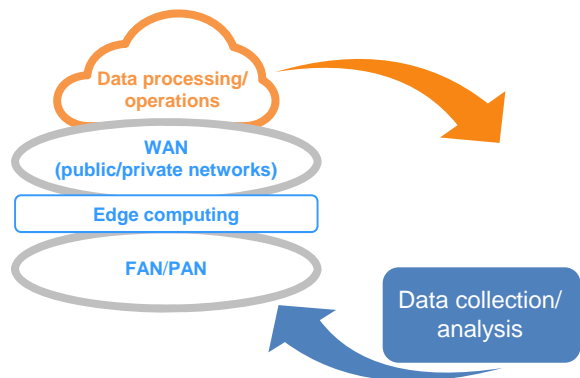 Data processing/
operations
WAN
(public/private networks)
Edge computing
FAN/PAN
Data collection/
analysis